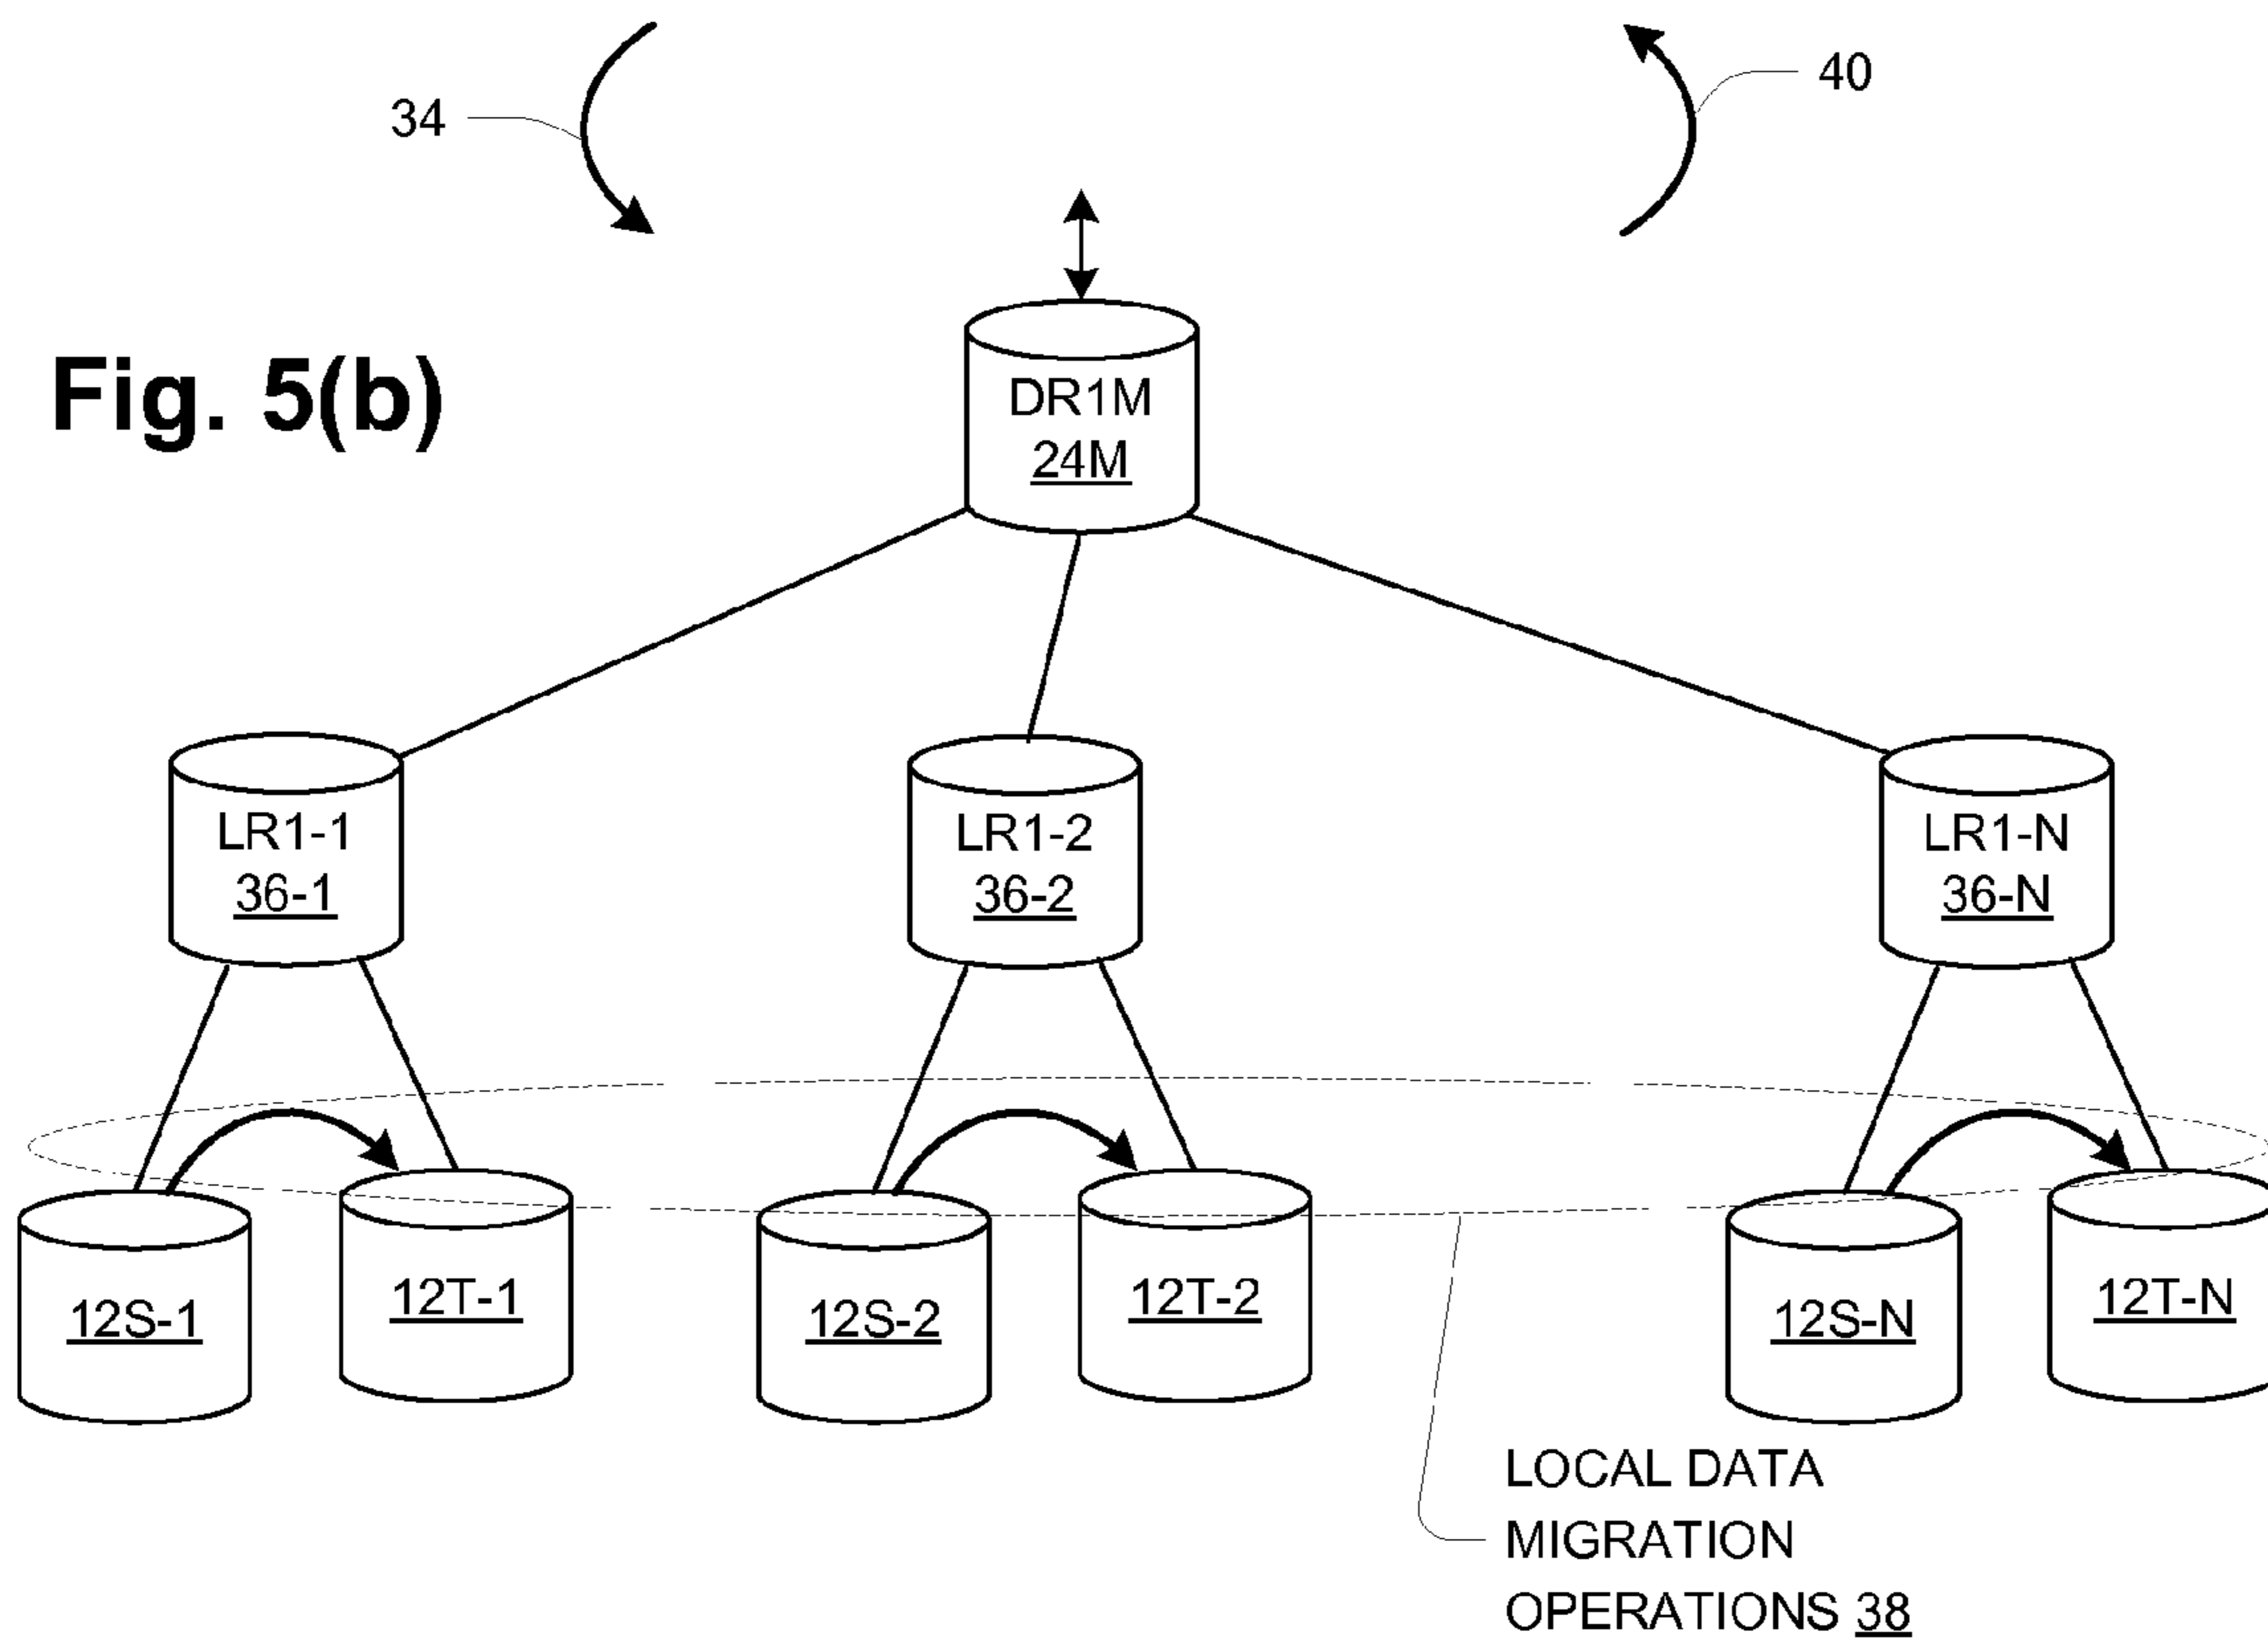 40
34
Fig. 5(b)
DR1M
24M
LR1-1
36-1
LR1-2
36-2
LR1-N
36-N
12S-1
12T-1
12S-2
12T-2
12S-N
12T-N
LOCAL DATA
MIGRATION
OPERATIONS 38